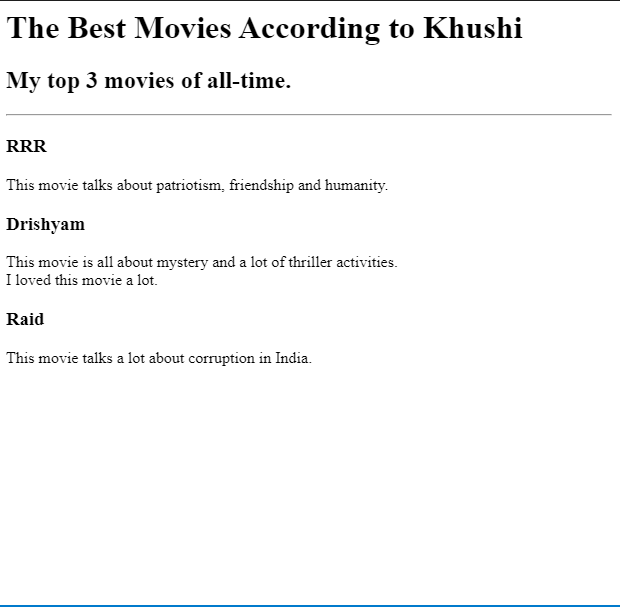 The Best Movies According to Khushi
My top 3 movies of all-time.
RRR
This movie talks about patriotism, friendship and humanity.
Drishyam
This movie is all about mystery and a lot of thriller activities.
I loved this movie a lot.
Raid
This movie talks a lot about corruption in India.